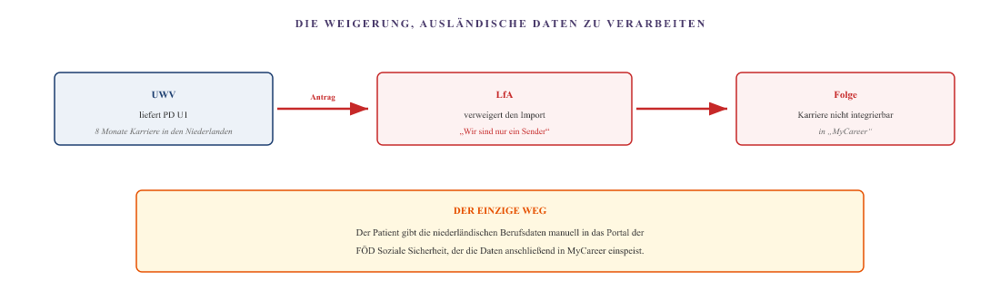 DIE WEIGERUNG, AUSLÄNDISCHE DATEN ZU VERARBEITEN
UWV
liefert PD U1
8 Monate Karriere in den Niederlanden
Antrag
LfA
verweigert den Import
„Wir sind nur ein Sender“
Folge
Karriere nicht integrierbar
in „MyCareer“
DER EINZIGE WEG
Der Patient gibt die niederländischen Berufsdaten manuell in das Portal der
FÖD Soziale Sicherheit, der die Daten anschließend in MyCareer einspeist.